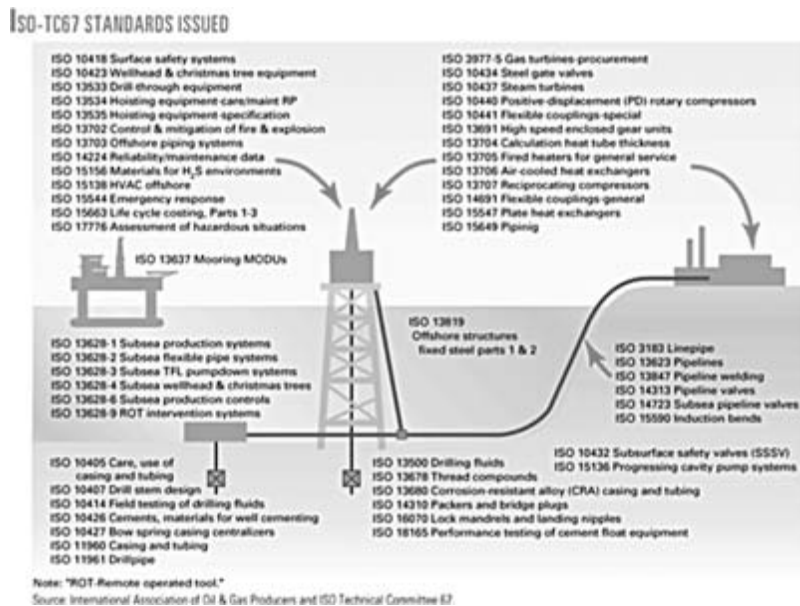 ISO-TC67 STANDARDS ISSUED
ISO 10418 Surface safety systems
ISO 10423 Wellhead & christmas tree equipment
ISO 13533 Drill through equipment
ISO 13534 Hoisting equipment-care/maint RP
ISO 13535 Hoisting equipment-specification
ISO 13702 Control & mitigation of fire & explosion
ISO 13703 Offshore piping systems
ISO 14224 Reliability/maintenance data
ISO 15156 Materials for H2S environments
ISO 15138 HVAC offshore
ISO 15544 Emergency response
ISO 15663 Life cycle costing, Parts 1-3
ISO 17776 Assessment of hazardous situations
ISO 3977-5 Gas turbines-procurement
ISO 10434 Steel gate valves
ISO 10437 Steam turbines
ISO 10440 Positive-displacement (PD) rotary compressors
ISO 10441 Flexible couplings-special
ISO 13691 High speed enclosed gear units
ISO 13704 Calculation heat tube thickness
ISO 13705 Fired heaters for general service
ISO 13706 Air-cooled heat exchangers
ISO 13707 Reciprocating compressors
ISO 14691 Flexible couplings-general
ISO 15547 Plate heat exchangers
ISO 15649 Pipinig
ISO 13637 Mooring MODUs
ISO 13628-1 Subsea production systems
ISO 13628-2 Subsea flexible pipe systems
ISO 13628-3 Subsea TFL pumpdown systems
ISO 13628-4 Subsea wellhead & christmas trees
ISO 13628-6 Subsea production controls
ISO 13628-9 ROT intervention systems
ISO 13819
Offshore structures
fixed steel parts 1 & 2
ISO 3183 Linepipe
ISO 13623 Pipelines
ISO 13847 Pipeline welding
ISO 14313 Pipeline valves
ISO 14723 Subsea pipeline valves
ISO 15590 Induction bends
ISO 10432 Subsurface safety valves (SSSV)
ISO 15136 Progressing cavity pump systems
ISO 10405 Care, use of
casing and tubing
ISO 10407 Drill stem design
ISO 10414 Field testing of drilling fluids
ISO 10426 Cements, materials for well cementing
ISO 10427 Bow spring casing centralizers
ISO 11960 Casing and tubing
ISO 11961 Drillpipe
ISO 13500 Drilling fluids
ISO 13678 Thread compounds
ISO 13680 Corrosion-resistant alloy (CRA) casing and tubing
ISO 14310 Packers and bridge plugs
ISO 16070 Lock mandrels and landing nipples
ISO 18165 Performance testing of cement float equipment
Note: "ROT-Remote operated tool."
Source: International Association of Oil & Gas Producers and ISO Technical Committee 67.